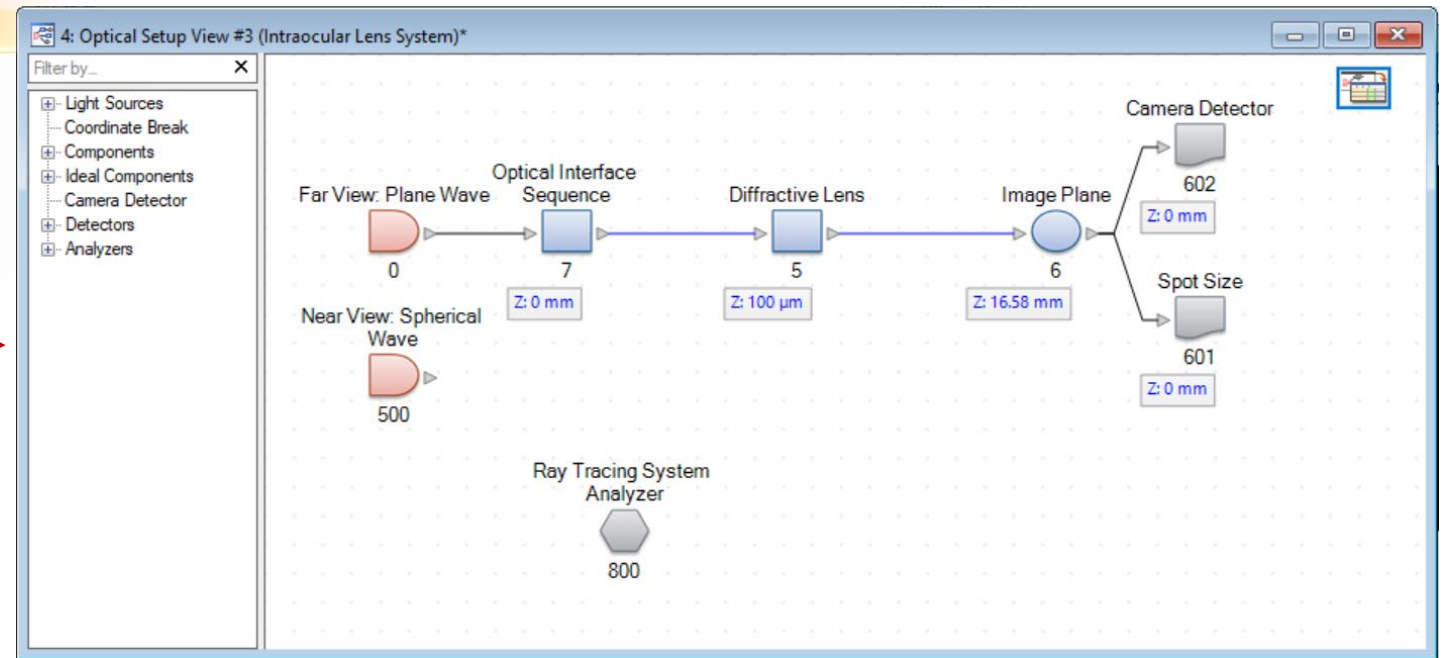 4: Optical Setup View #3 (Intraocular Lens System)*
Filter by...
Light Sources
Coordinate Break
Components
Ideal Components
Camera Detector
Detectors
Analyzers
Far View: Plane Wave
0
Optical Interface
Sequence
7
Z: 0 mm
Diffractive Lens
5
Z: 100 µm
Image Plane
6
Z: 16.58 mm
Camera Detector
602
Z: 0 mm
Spot Size
601
Z: 0 mm
Near View: Spherical
Wave
500
Ray Tracing System
Analyzer
800